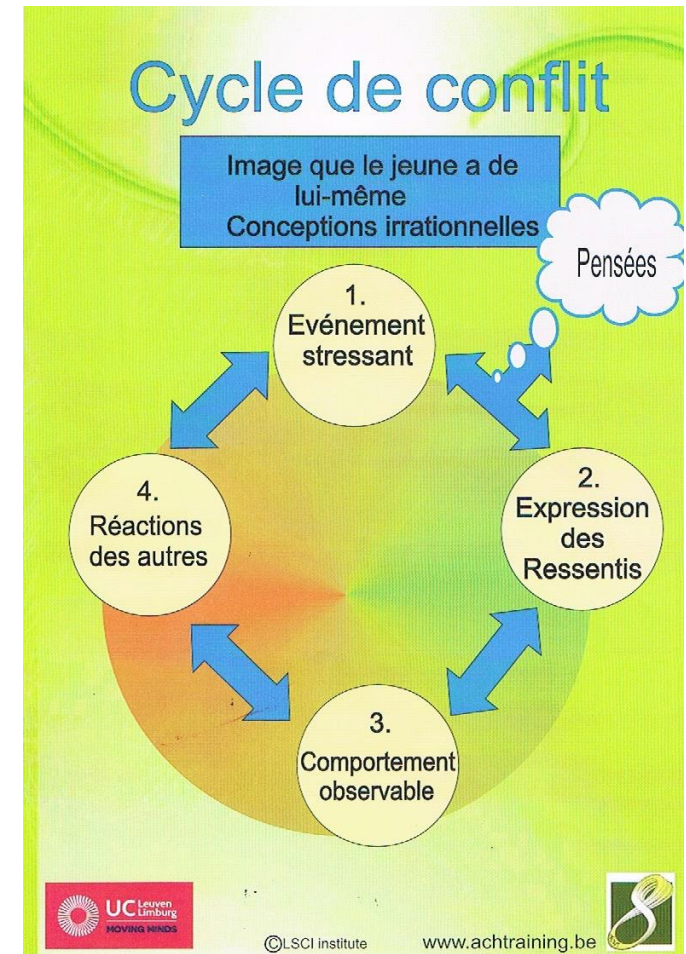 Cycle de conflit
Image que le jeune a de
lui-même
Conceptions irrationnelles
Pensées
1.
Evénement
stressant
2.
Expression
des
Ressentis
3.
Comportement
observable
4.
Réactions
des autres
UC Leuven
Limburg
MOVING MINDS
©LSCI institute
www.achtraining.be